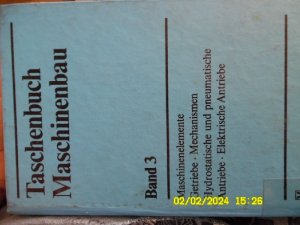 Taschenbuch
Maschinenbau
Band 3
Maschinenelemente
Getriebe · Mechanismen
Hydrostatische und pneumatische
Antriebe · Elektrische Antriebe
02/02/2024 15:26